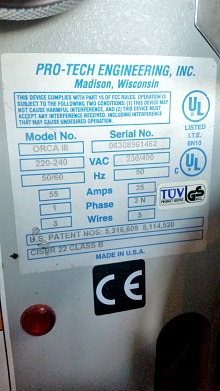 PRO-TECH ENGINEERING, INC.
Madison, Wisconsin
THIS DEVICE COMPLIES WITH PART 15 OF FCC RULES. OPERATION IS
SUBJECT TO THE FOLLOWING TWO CONDITIONS: (1) THIS DEVICE MAY
NOT CAUSE HARMFUL INTERFERENCE, AND (2) THIS DEVICE MUST
ACCEPT ANY INTERFERENCE RECEIVED, INCLUDING INTERFERENCE
THAT MAY CAUSE UNDESIRED OPERATION.
UL
LISTED
I.T.E.
6N10
Model No. Serial No.
ORCA III 06308961462
220-240 VAC 230/400
50/60 Hz 50
55 Amps 25
1 Phase 3 N
3 Wires 5
C UL
TUV
GS
U.S. PATENT NOS: 5,316,609 5,114,520
CISPR 22 CLASS B
MADE IN U.S.A.
CE